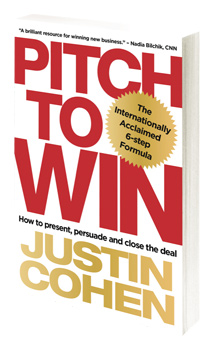 "A brilliant resource for winning new business." – Nadia Bilchik, CNN
PITCH
TO
WIN
The
Internationally
Acclaimed
6-step
Formula
How to present, persuade and close the deal
JUSTIN
COHEN